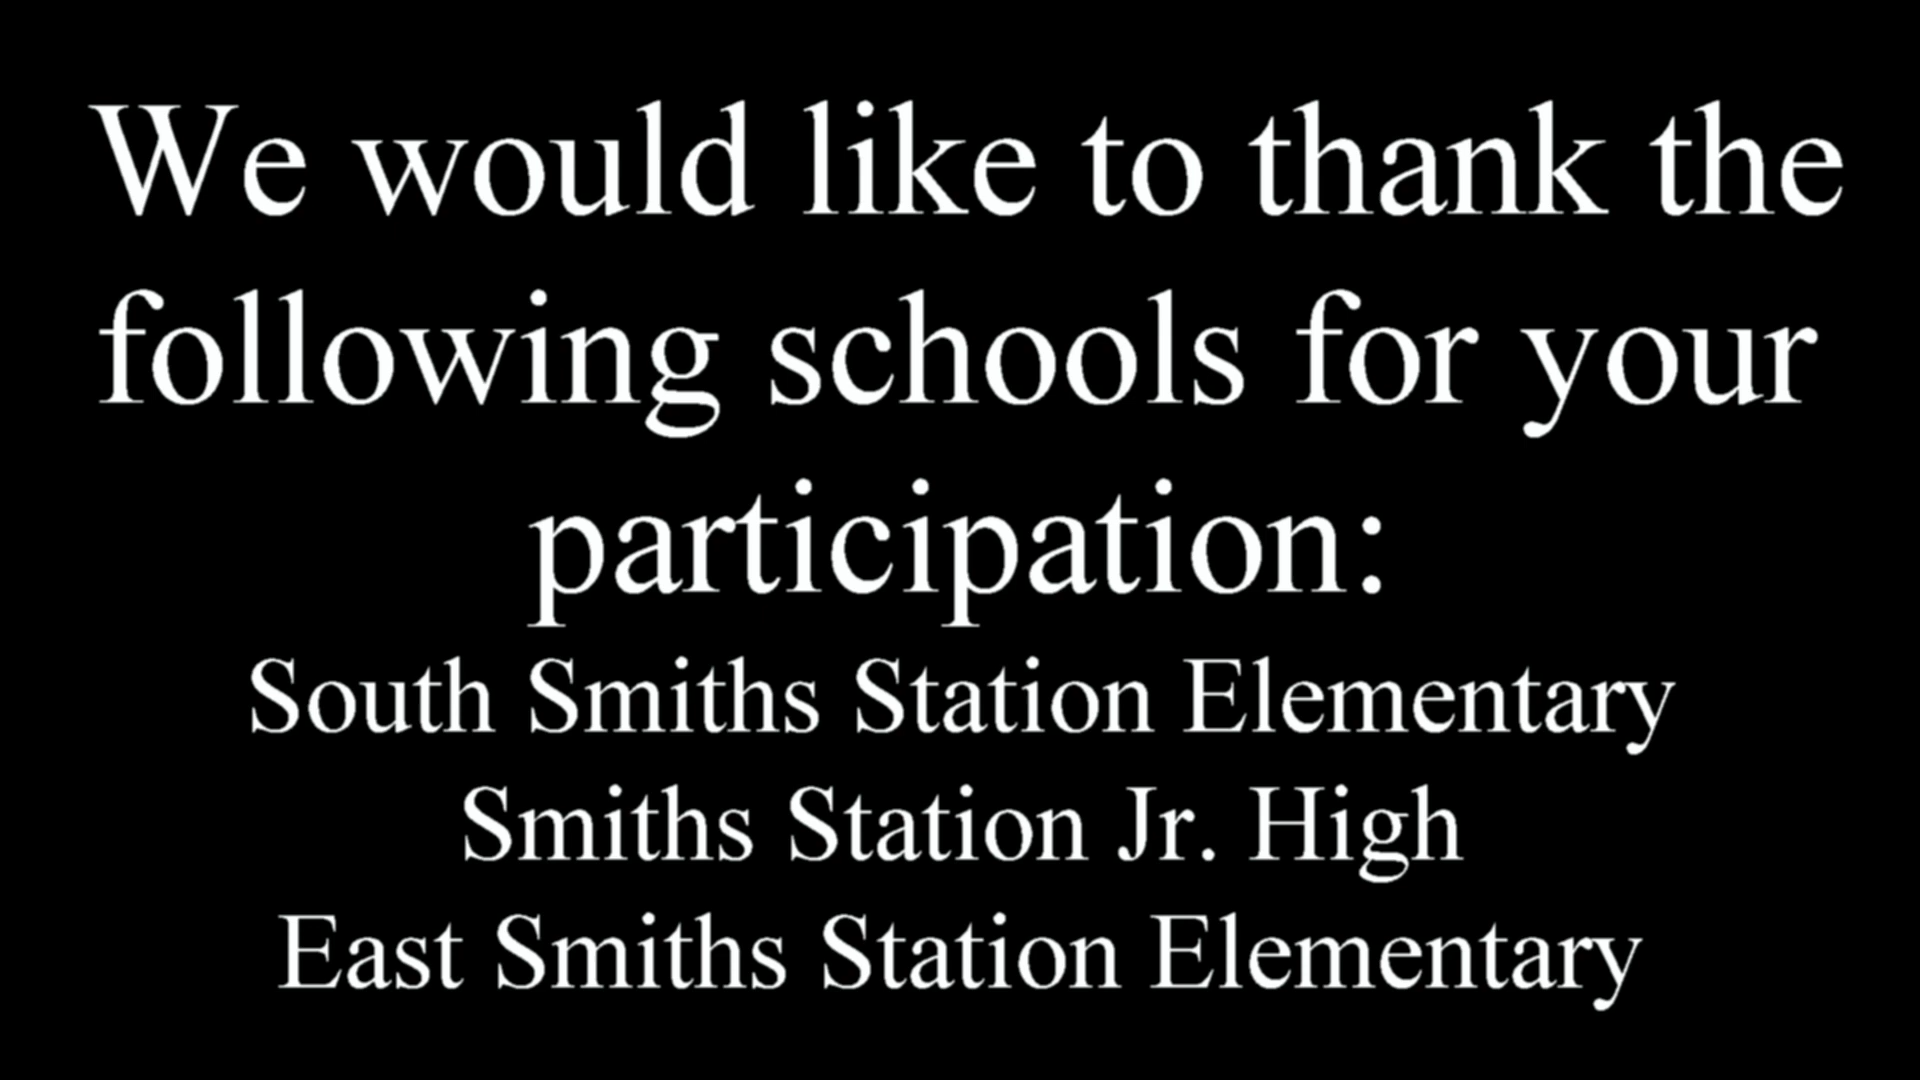 We would like to thank the
following schools for your
participation:
South Smiths Station Elementary
Smiths Station Jr. High
East Smiths Station Elementary